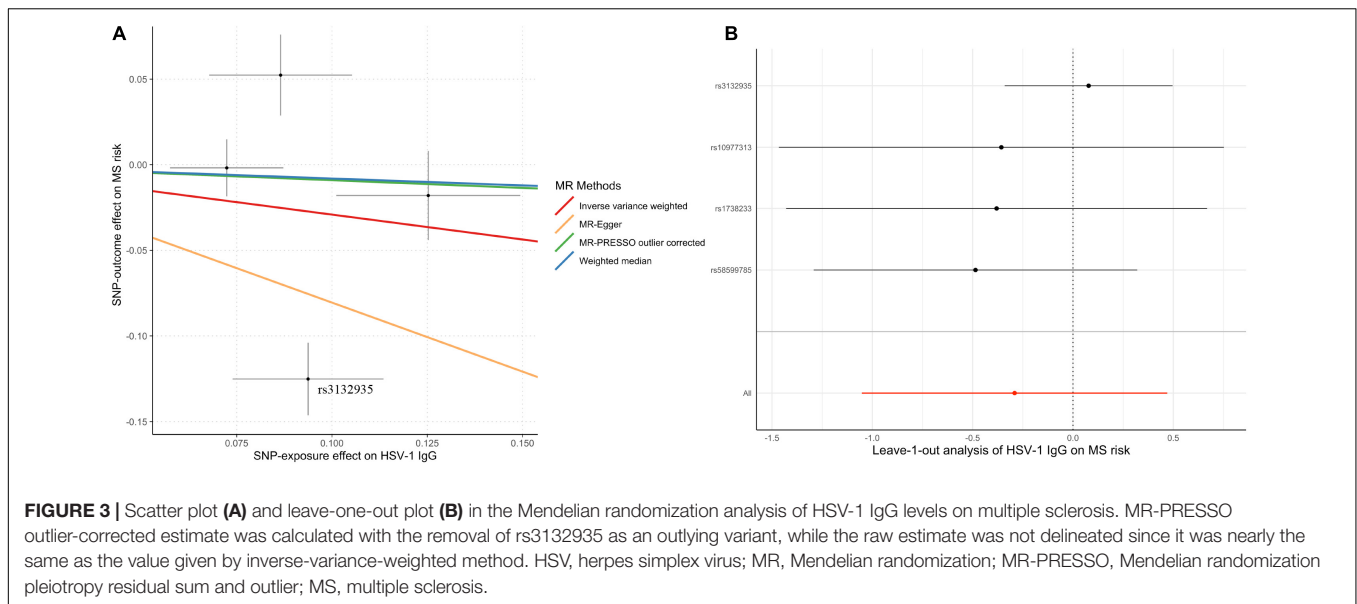 A
0.05
0.00
-0.05
-0.10
-0.15
SNP-outcome effect on MS risk
rs3132935
0.075 0.100 0.125 0.150
SNP-exposure effect on HSV-1 IgG
MR Methods
Inverse variance weighted
MR-Egger
MR-PRESSO outlier corrected
Weighted median
B
rs3132935
rs10977313
rs1738233
rs58599785
All
-1.5 -1.0 -0.5 0.0 0.5
Leave-1-out analysis of HSV-1 IgG on MS risk
FIGURE 3 | Scatter plot (A) and leave-one-out plot (B) in the Mendelian randomization analysis of HSV-1 IgG levels on multiple sclerosis. MR-PRESSO
outlier-corrected estimate was calculated with the removal of rs3132935 as an outlying variant, while the raw estimate was not delineated since it was nearly the
same as the value given by inverse-variance-weighted method. HSV, herpes simplex virus; MR, Mendelian randomization; MR-PRESSO, Mendelian randomization
pleiotropy residual sum and outlier; MS, multiple sclerosis.